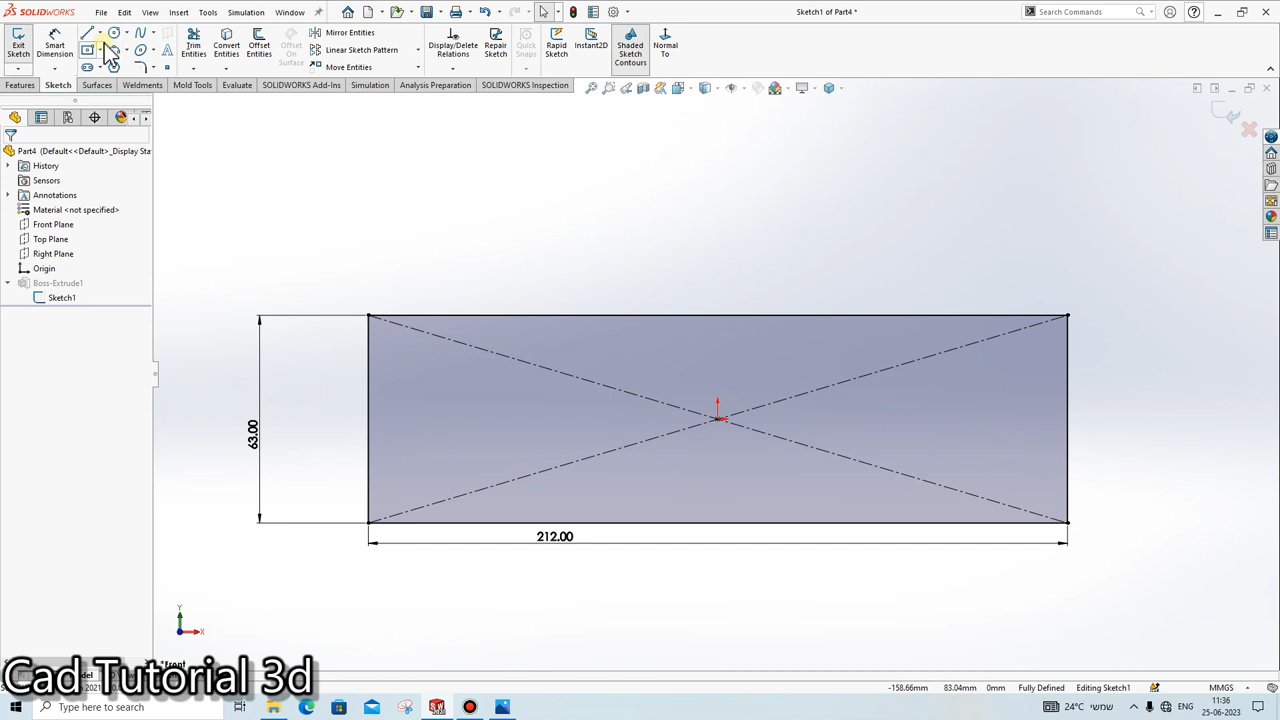 SOLIDWORKS File Edit View Insert Tools Simulation Window Sketch1 of Part4 * Search Commands
Exit Sketch
Smart Dimension
Trim Entities
Convert Entities
Offset Entities
Offset On Surface
Mirror Entities
Linear Sketch Pattern
Move Entities
Display/Delete Relations
Repair Sketch
Quick Snaps
Rapid Sketch
Instant2D
Shaded Sketch Contours
Normal To
Features Sketch Surfaces Weldments Mold Tools Evaluate SOLIDWORKS Add-Ins Simulation Analysis Preparation SOLIDWORKS Inspection
Part4 (Default<<Default>_Display Sta
History
Sensors
Annotations
Material <not specified>
Front Plane
Top Plane
Right Plane
Origin
Boss-Extrude1
Sketch1
63.00
212.00
Y
X
*Front
Cad Tutorial 3d
-158.66mm 83.04mm 0mm Fully Defined Editing Sketch1 MMGS
Type here to search
24°C
ENG
11:36
25-06-2023